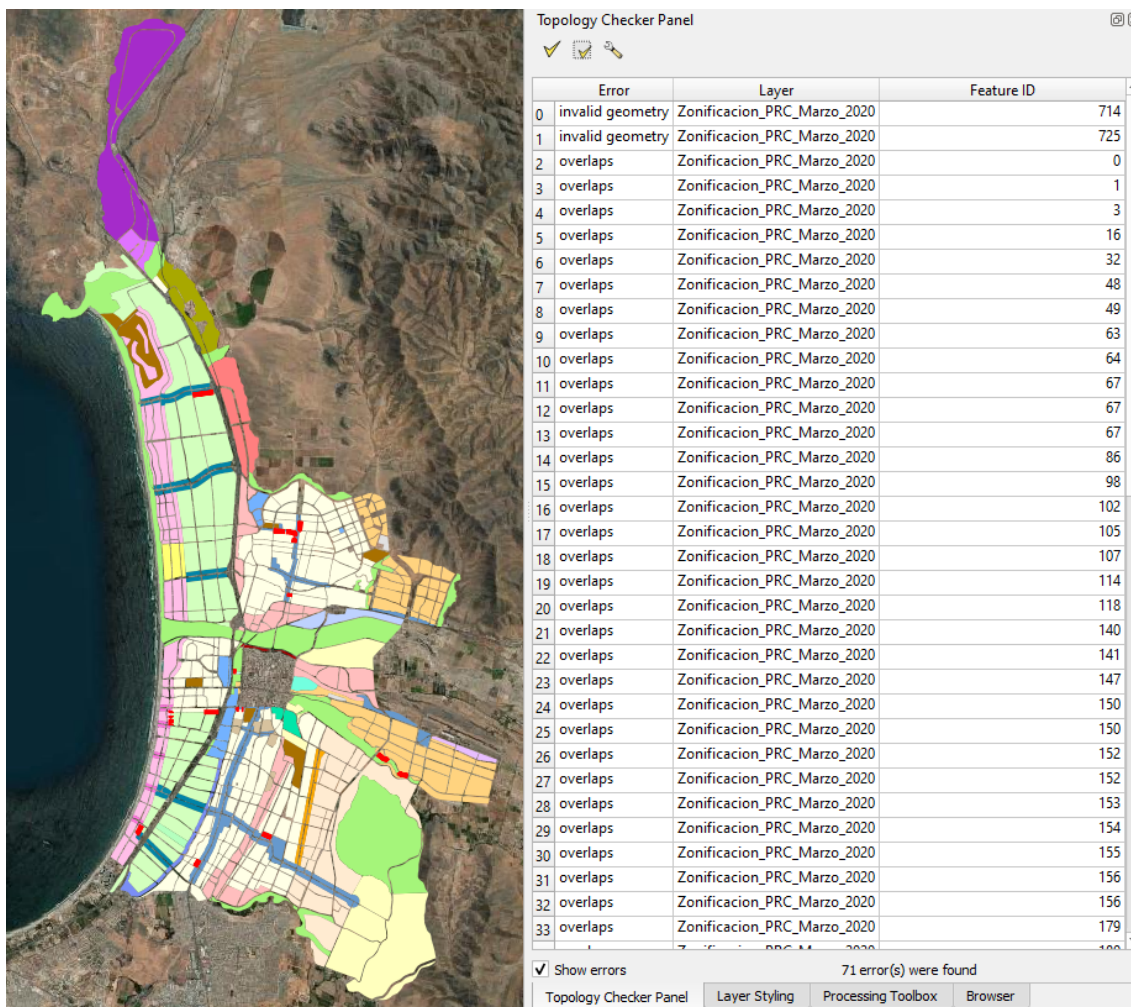 Topology Checker Panel
Error Layer Feature ID
0 invalid geometry Zonificacion_PRC_Marzo_2020 714
1 invalid geometry Zonificacion_PRC_Marzo_2020 725
2 overlaps Zonificacion_PRC_Marzo_2020 0
3 overlaps Zonificacion_PRC_Marzo_2020 1
4 overlaps Zonificacion_PRC_Marzo_2020 3
5 overlaps Zonificacion_PRC_Marzo_2020 16
6 overlaps Zonificacion_PRC_Marzo_2020 32
7 overlaps Zonificacion_PRC_Marzo_2020 48
8 overlaps Zonificacion_PRC_Marzo_2020 49
9 overlaps Zonificacion_PRC_Marzo_2020 63
10 overlaps Zonificacion_PRC_Marzo_2020 64
11 overlaps Zonificacion_PRC_Marzo_2020 67
12 overlaps Zonificacion_PRC_Marzo_2020 67
13 overlaps Zonificacion_PRC_Marzo_2020 67
14 overlaps Zonificacion_PRC_Marzo_2020 86
15 overlaps Zonificacion_PRC_Marzo_2020 98
16 overlaps Zonificacion_PRC_Marzo_2020 102
17 overlaps Zonificacion_PRC_Marzo_2020 105
18 overlaps Zonificacion_PRC_Marzo_2020 107
19 overlaps Zonificacion_PRC_Marzo_2020 114
20 overlaps Zonificacion_PRC_Marzo_2020 118
21 overlaps Zonificacion_PRC_Marzo_2020 140
22 overlaps Zonificacion_PRC_Marzo_2020 141
23 overlaps Zonificacion_PRC_Marzo_2020 147
24 overlaps Zonificacion_PRC_Marzo_2020 150
25 overlaps Zonificacion_PRC_Marzo_2020 150
26 overlaps Zonificacion_PRC_Marzo_2020 152
27 overlaps Zonificacion_PRC_Marzo_2020 152
28 overlaps Zonificacion_PRC_Marzo_2020 153
29 overlaps Zonificacion_PRC_Marzo_2020 154
30 overlaps Zonificacion_PRC_Marzo_2020 155
31 overlaps Zonificacion_PRC_Marzo_2020 156
32 overlaps Zonificacion_PRC_Marzo_2020 156
33 overlaps Zonificacion_PRC_Marzo_2020 179
Show errors 71 error(s) were found
Topology Checker Panel Layer Styling Processing Toolbox Browser